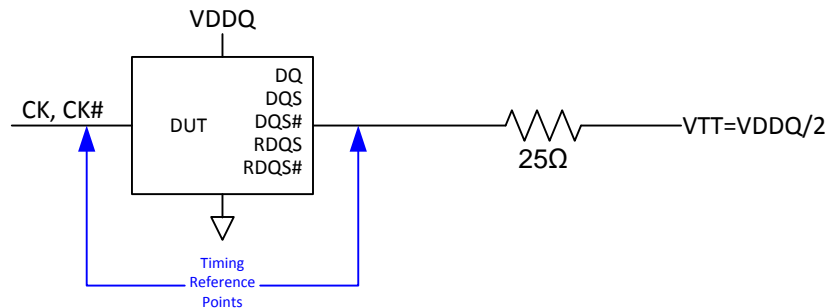 VDDQ
CK, CK#
DUT
DQ
DQS
DQS#
RDQS
RDQS#
25Ω
VTT=VDDQ/2
Timing
Reference
Points